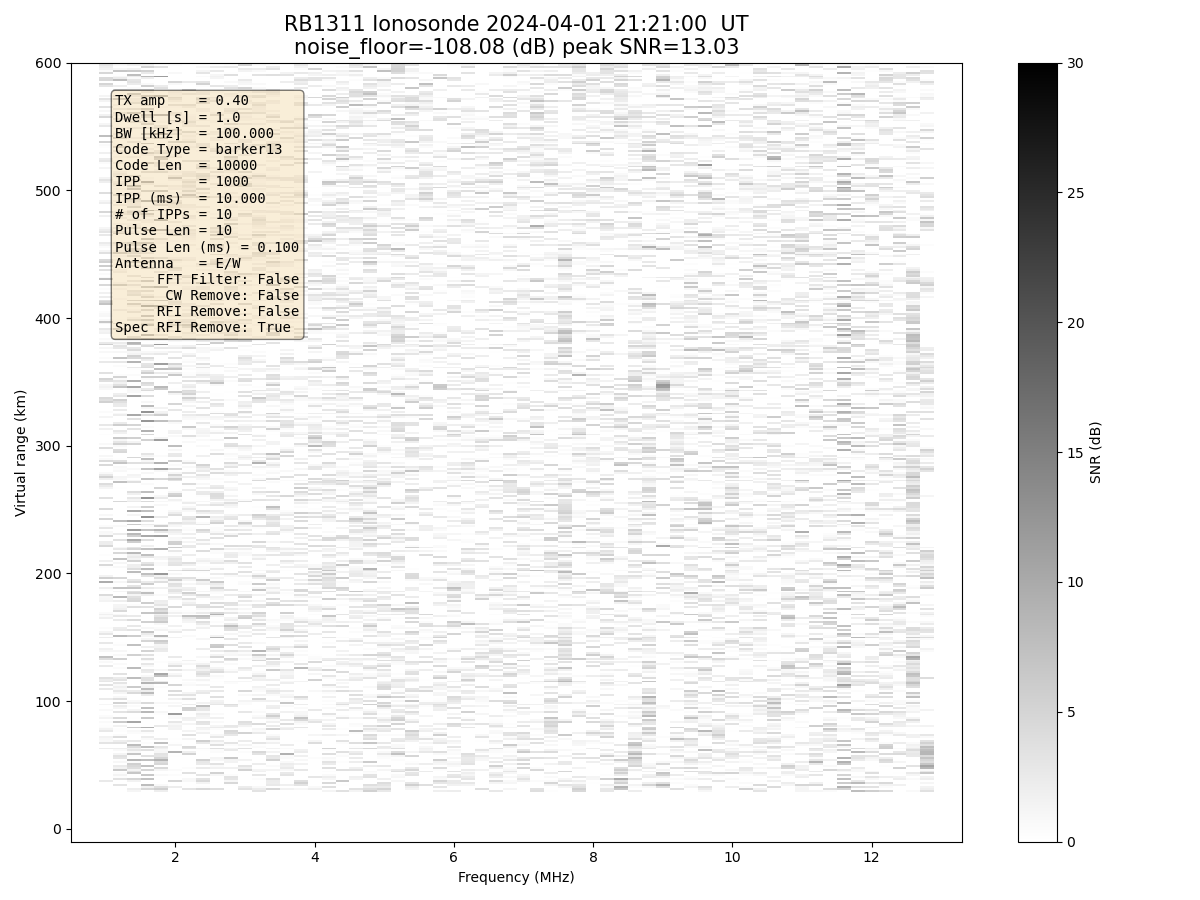 RB1311 Ionosonde 2024-04-01 21:21:00  UT
noise_floor=-108.08 (dB) peak SNR=13.03
TX amp    = 0.40
Dwell [s] = 1.0
BW [kHz]  = 100.000
Code Type = barker13
Code Len  = 10000
IPP       = 1000
IPP (ms)  = 10.000
# of IPPs = 10
Pulse Len = 10
Pulse Len (ms) = 0.100
Antenna   = E/W
FFT Filter: False
CW Remove: False
RFI Remove: False
Spec RFI Remove: True
600
500
400
300
200
100
0
Virtual range (km)
2 4 6 8 10 12
Frequency (MHz)
30
25
20
15
10
5
0
SNR (dB)